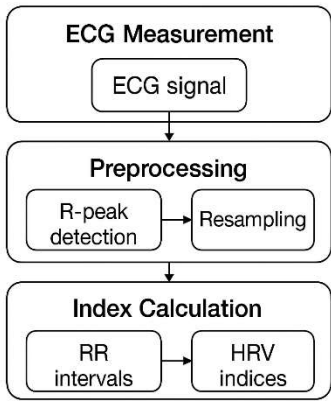 ECG Measurement
ECG signal
Preprocessing
R-peak
detection
Resampling
Index Calculation
RR
intervals
HRV
indices